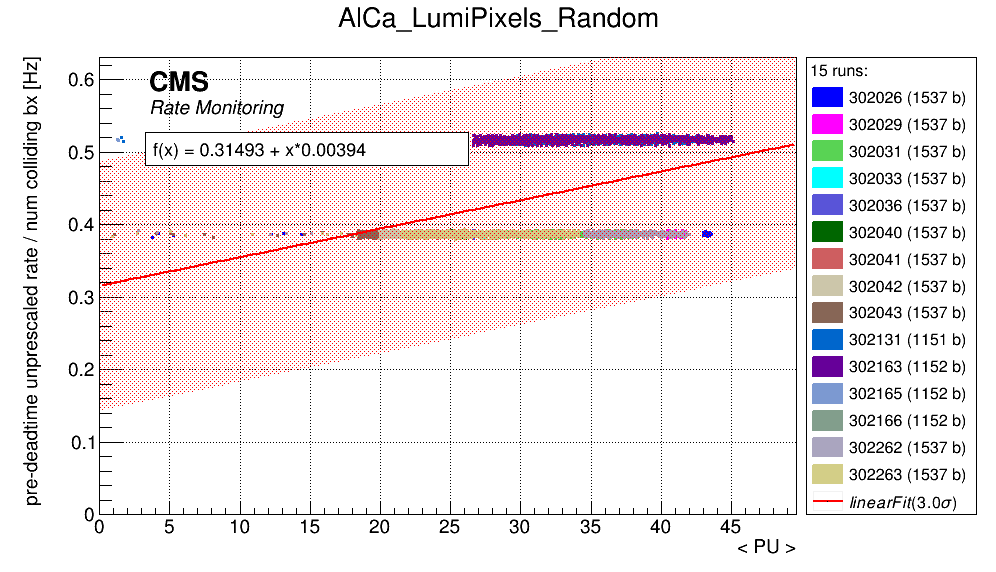 AlCa_LumiPixels_Random
pre-deadtime unprescaled rate / num colliding bx [Hz]
0.6
0.5
0.4
0.3
0.2
0.1
0
CMS
Rate Monitoring
f(x) = 0.31493 + x*0.00394
0 5 10 15 20 25 30 35 40 45
< PU >
15 runs:
302026 (1537 b)
302029 (1537 b)
302031 (1537 b)
302033 (1537 b)
302036 (1537 b)
302040 (1537 b)
302041 (1537 b)
302042 (1537 b)
302043 (1537 b)
302131 (1151 b)
302163 (1152 b)
302165 (1152 b)
302166 (1152 b)
302262 (1537 b)
302263 (1537 b)
linearFit(3.0σ)